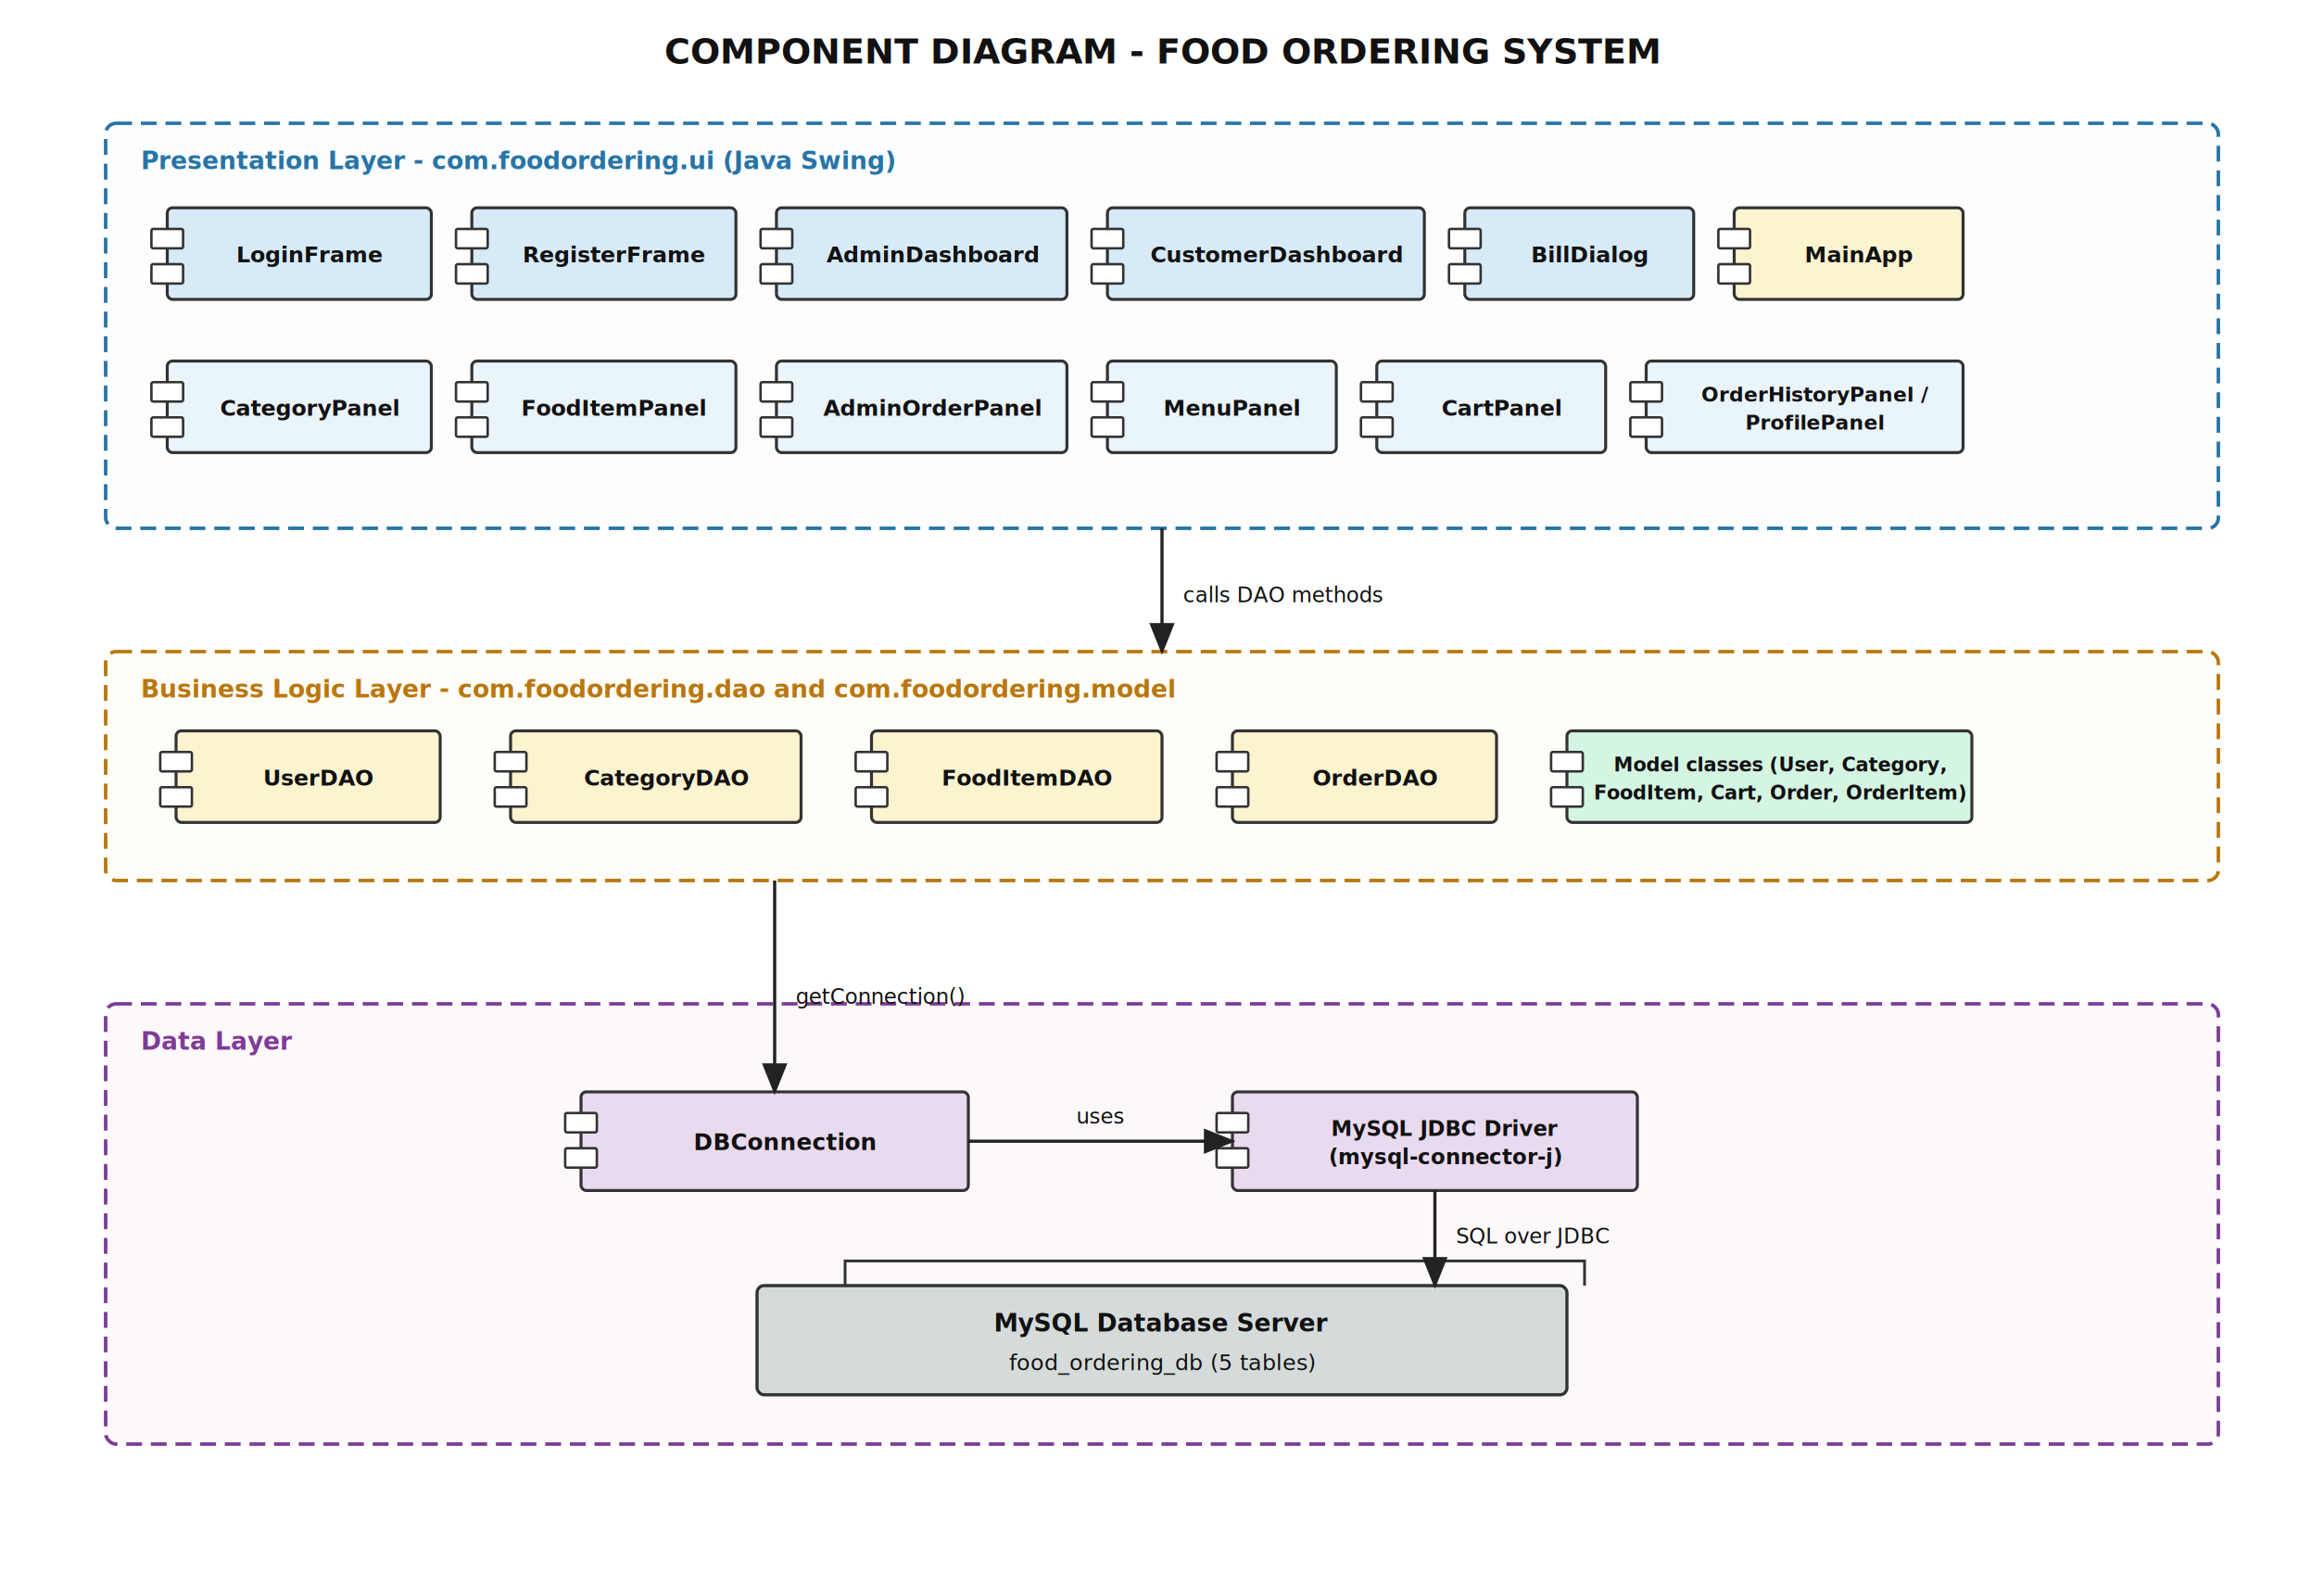 COMPONENT DIAGRAM - FOOD ORDERING SYSTEM
Presentation Layer - com.foodordering.ui (Java Swing)
LoginFrame
RegisterFrame
AdminDashboard
CustomerDashboard
BillDialog
MainApp
CategoryPanel
FoodItemPanel
AdminOrderPanel
MenuPanel
CartPanel
OrderHistoryPanel /
ProfilePanel
calls DAO methods
Business Logic Layer - com.foodordering.dao and com.foodordering.model
UserDAO
CategoryDAO
FoodItemDAO
OrderDAO
Model classes (User, Category,
FoodItem, Cart, Order, OrderItem)
getConnection()
Data Layer
DBConnection
uses
MySQL JDBC Driver
(mysql-connector-j)
SQL over JDBC
MySQL Database Server
food_ordering_db (5 tables)